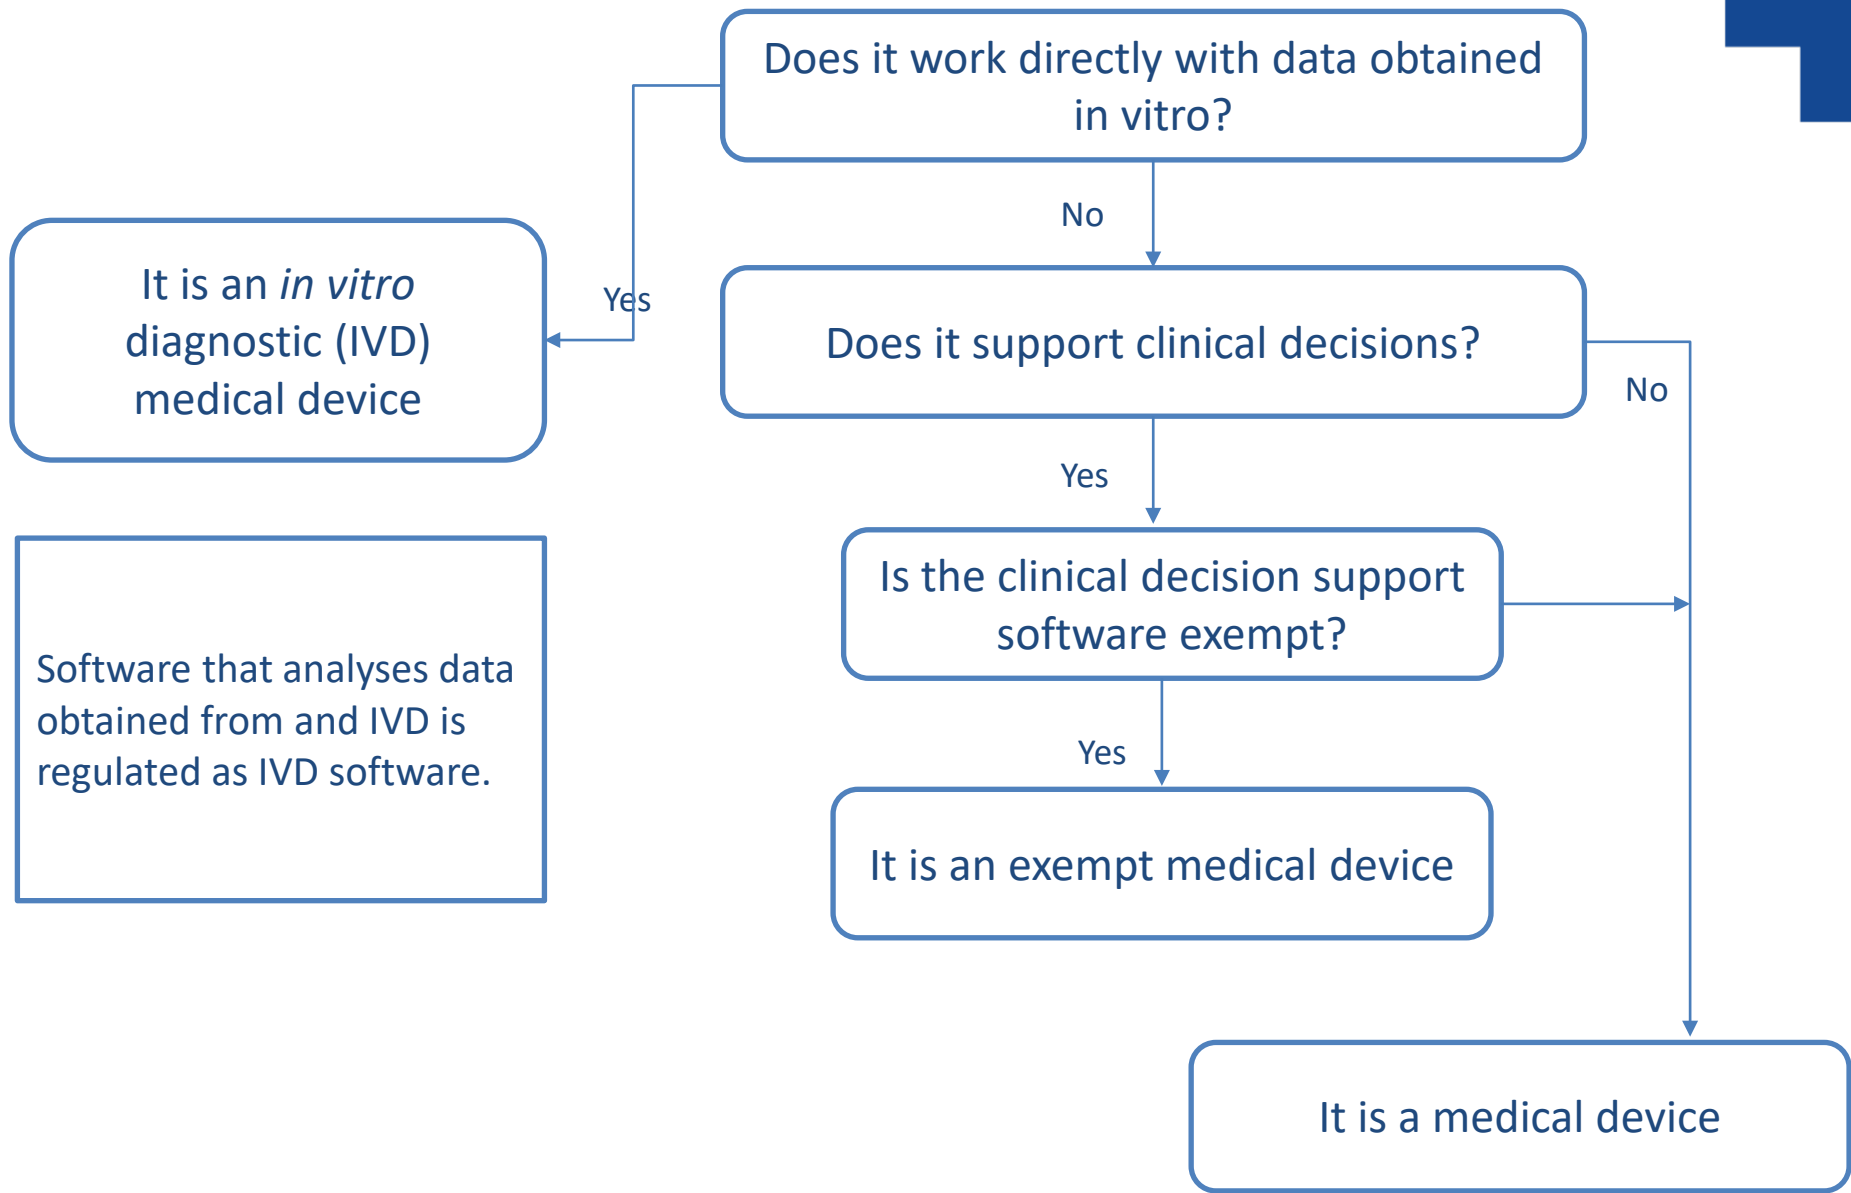 Does it work directly with data obtained
in vitro?
No
Yes
It is an in vitro
diagnostic (IVD)
medical device
Does it support clinical decisions?
No
Yes
Is the clinical decision support
software exempt?
Software that analyses data
obtained from and IVD is
regulated as IVD software.
Yes
It is an exempt medical device
It is a medical device